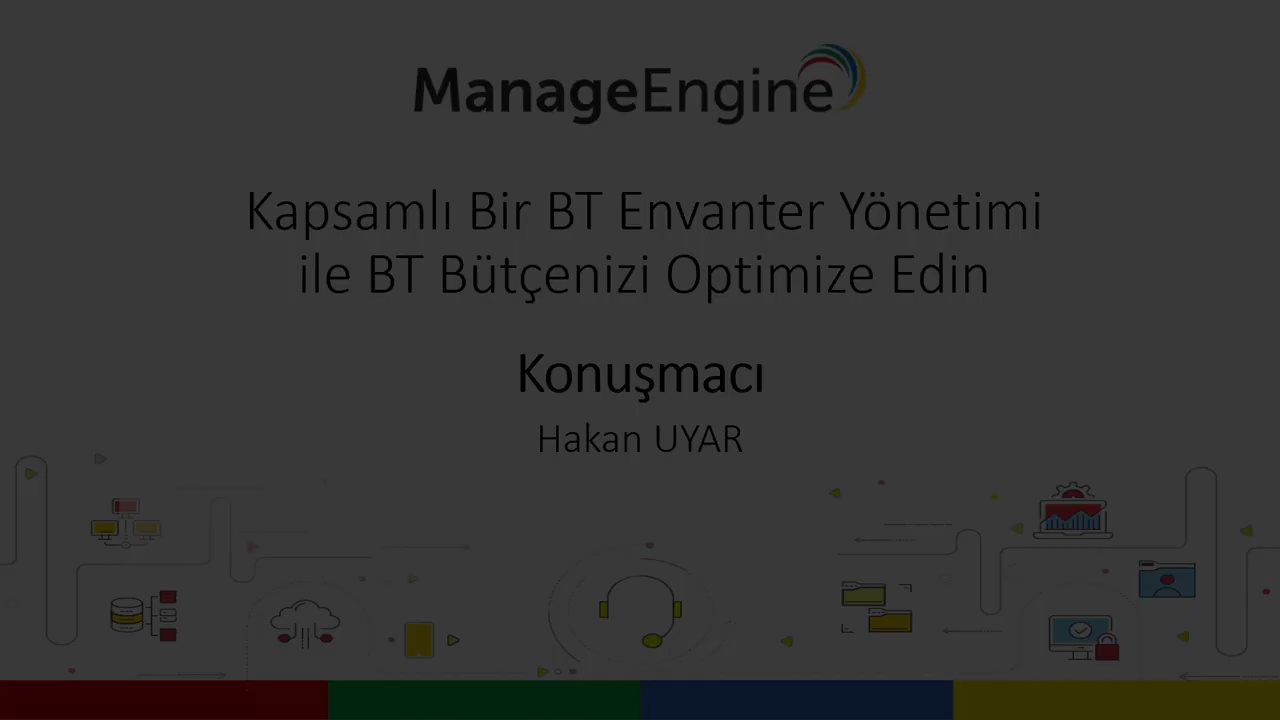 ManageEngine
Kapsamlı Bir BT Envanter Yönetimi
ile BT Bütçenizi Optimize Edin
Konuşmacı
Hakan UYAR